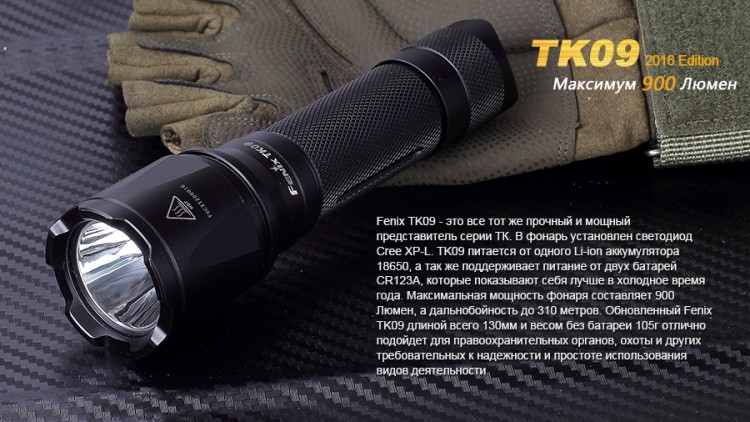 TK09 2016 Edition
Максимум 900 Люмен
FENIX TK09
HOT
Fenix TK09 - это все тот же прочный и мощный
представитель серии ТК. В фонарь установлен светодиод
Cree XP-L. TK09 питается от одного Li-ion аккумулятора
18650, а так же поддерживает питание от двух батарей
CR123A, которые показывают себя лучше в холодное время
года. Максимальная мощность фонаря составляет 900
Люмен, а дальнобойность до 310 метров. Обновленный Fenix
TK09 длиной всего 130мм и весом без батареи 105г отлично
подойдет для правоохранительных органов, охоты и других
требовательных к надежности и простоте использования
видов деятельности